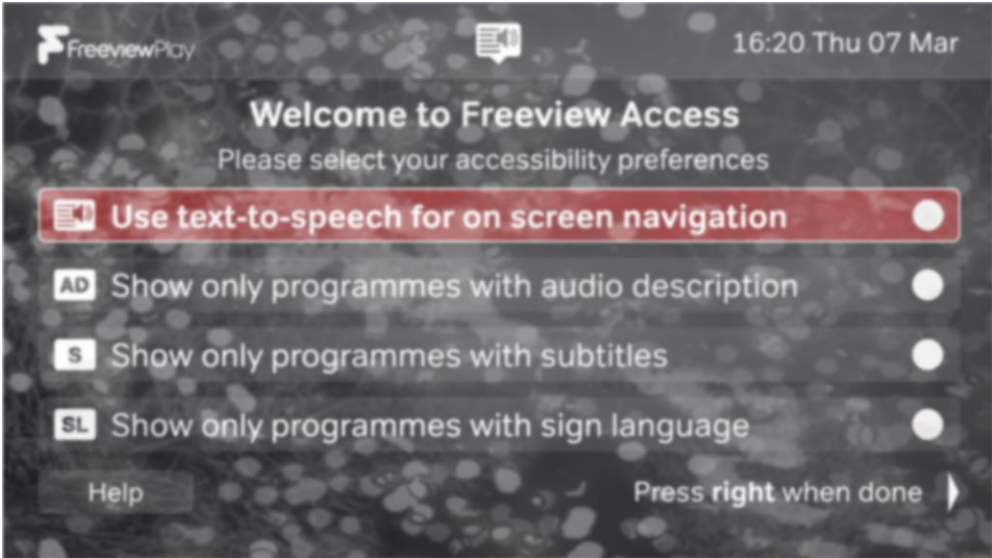 FreeviewPlay
16:20 Thu 07 Mar
Welcome to Freeview Access
Please select your accessibility preferences
Use text-to-speech for on screen navigation
AD Show only programmes with audio description
S Show only programmes with subtitles
SL Show only programmes with sign language
Help
Press right when done